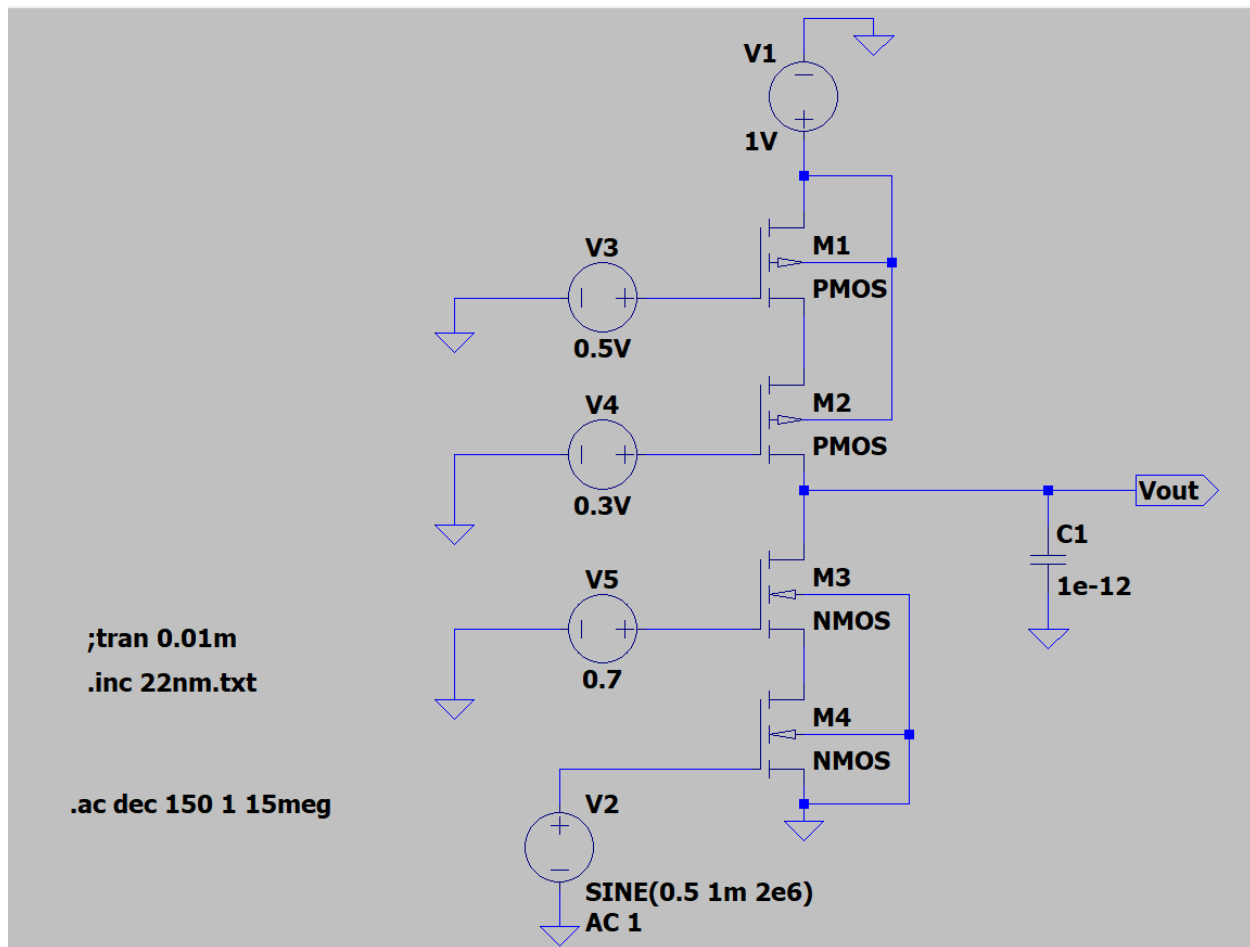 V1
1V
M1
PMOS
V3
0.5V
M2
PMOS
V4
0.3V
Vout
C1
1e-12
M3
NMOS
V5
0.7
;tran 0.01m
.inc 22nm.txt
M4
NMOS
.ac dec 150 1 15meg
V2
SINE(0.5 1m 2e6)
AC 1